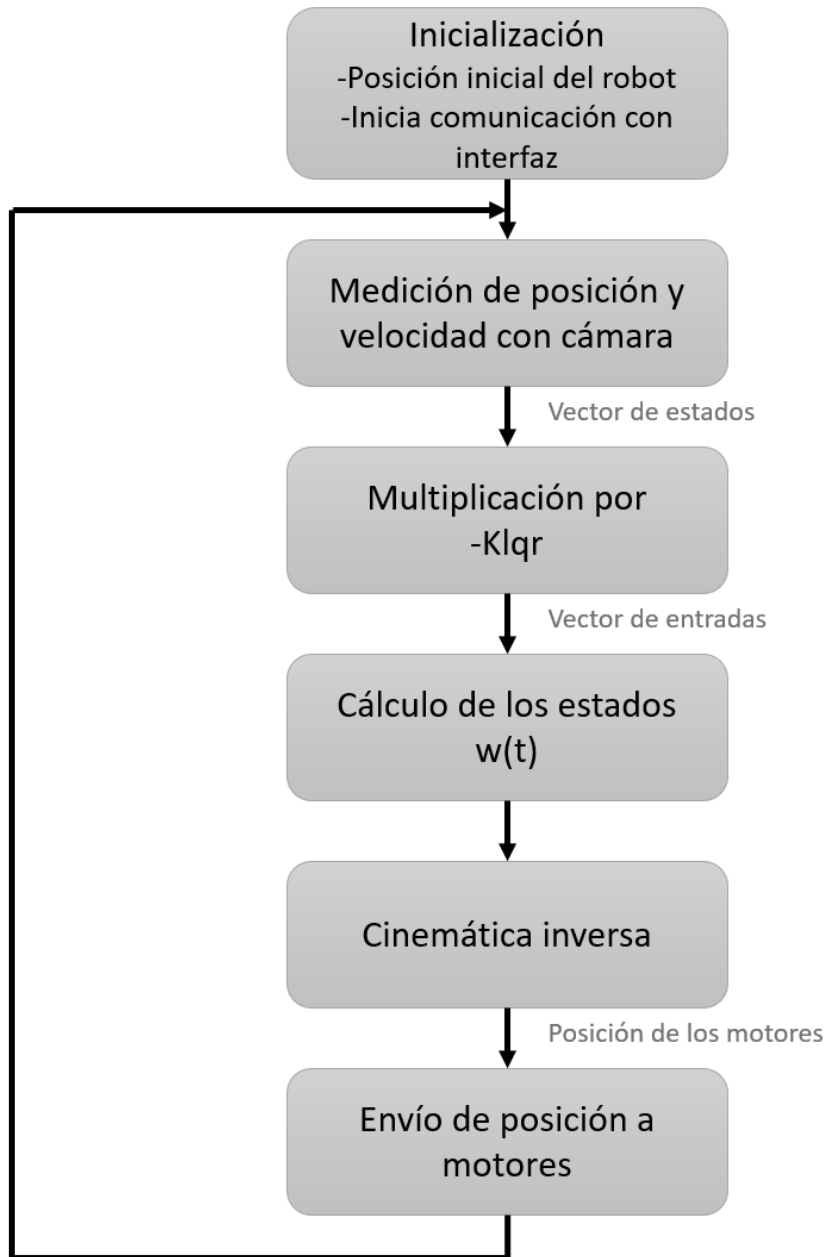 Inicialización
-Posición inicial del robot
-Inicia comunicación con
interfaz
Medición de posición y
velocidad con cámara
Vector de estados
Multiplicación por
-Klqr
Vector de entradas
Cálculo de los estados
w(t)
Cinemática inversa
Posición de los motores
Envío de posición a
motores